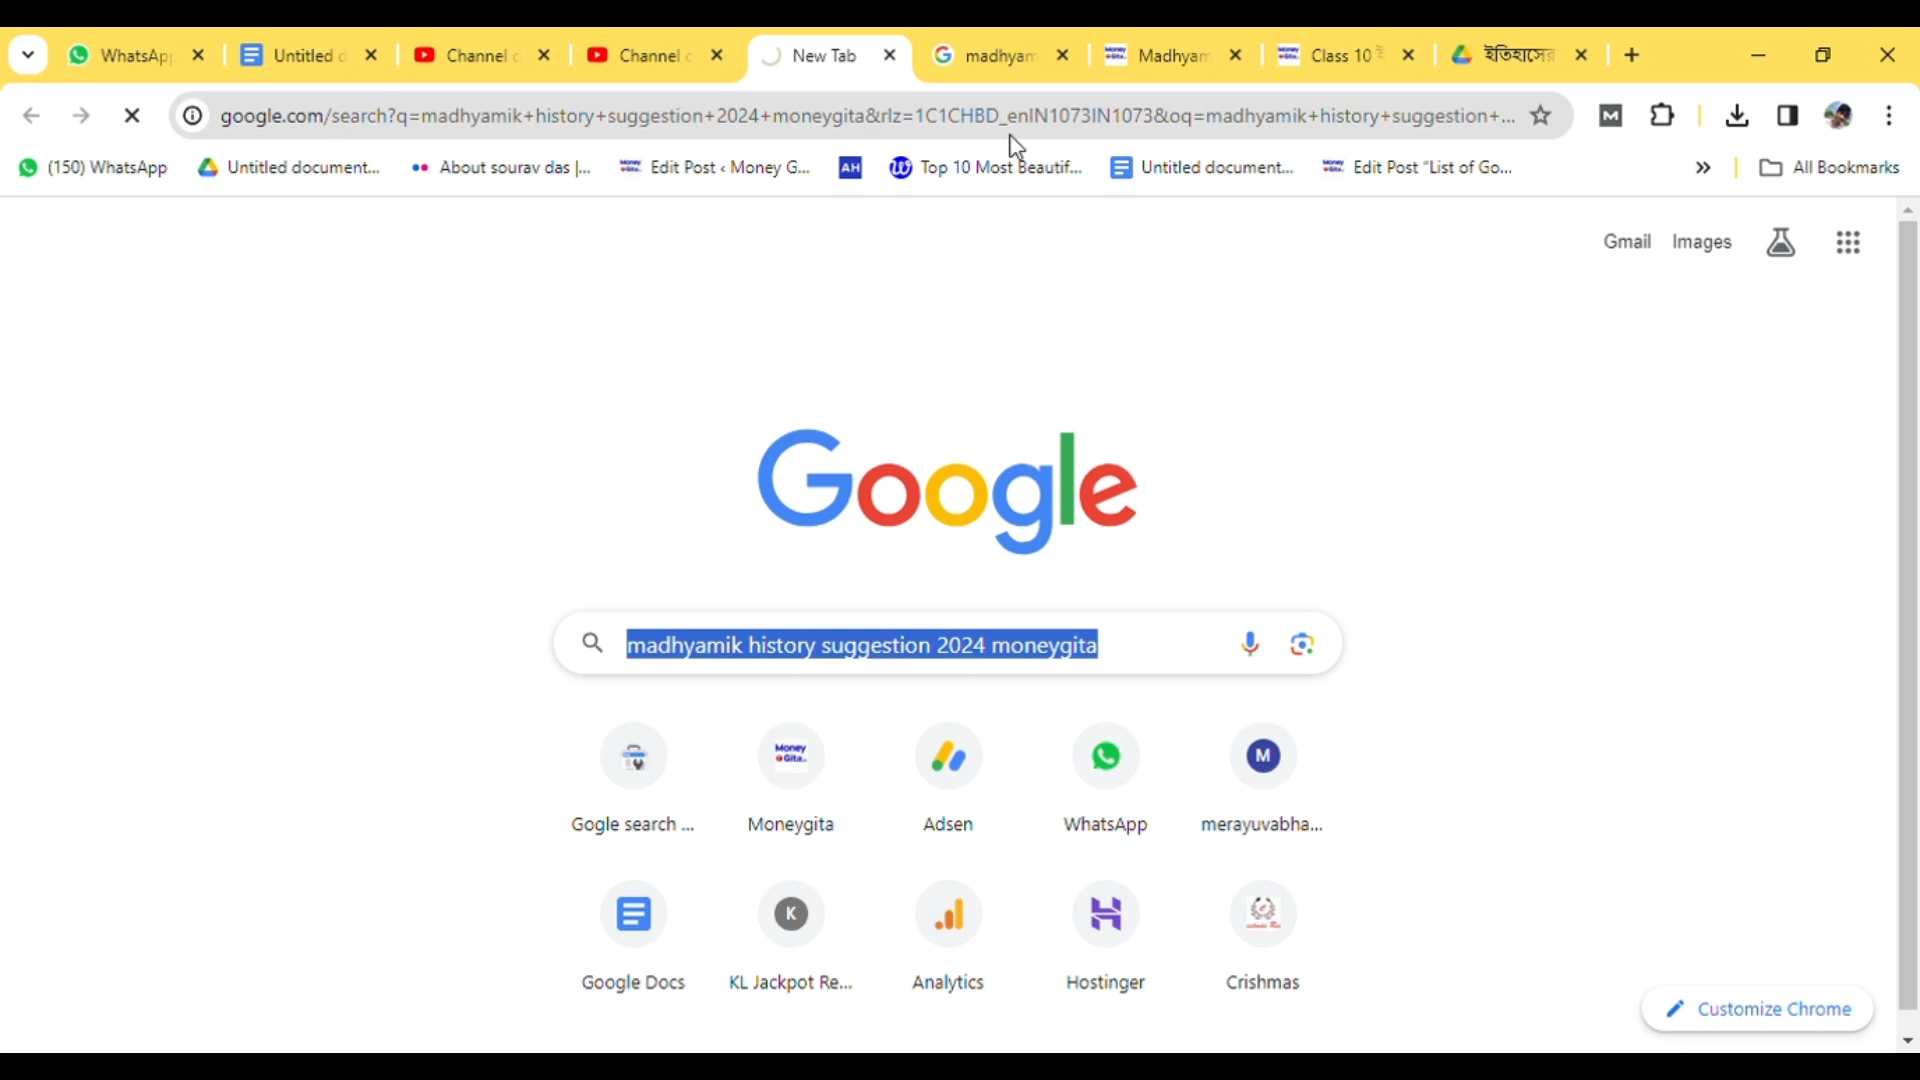 WhatsApp Untitled d Channel c Channel c New Tab madhyam Madhyam Class 10 ই ইতিহাসের
google.com/search?q=madhyamik+history+suggestion+2024+moneygita&rlz=1C1CHBD_enIN1073IN1073&oq=madhyamik+history+suggestion+...
(150) WhatsApp Untitled document... About sourav das |... Edit Post ‹ Money G... AH Top 10 Most Beautif... Untitled document... Edit Post "List of Go... » All Bookmarks
Gmail Images
Google
madhyamik history suggestion 2024 moneygita
Money Gita.. M
Gogle search ... Moneygita Adsen WhatsApp merayuvabha...
K
Google Docs KL Jackpot Re... Analytics Hostinger Crishmas
Customize Chrome